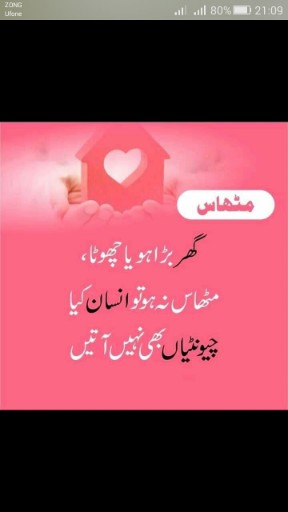 ZONG
Ufone
80%
21:09
مٹھاس
گھر بڑا ہو یا چھوٹا،
مٹھاس نہ ہو تو انسان کیا
چیونٹیاں بھی نہیں آتیں